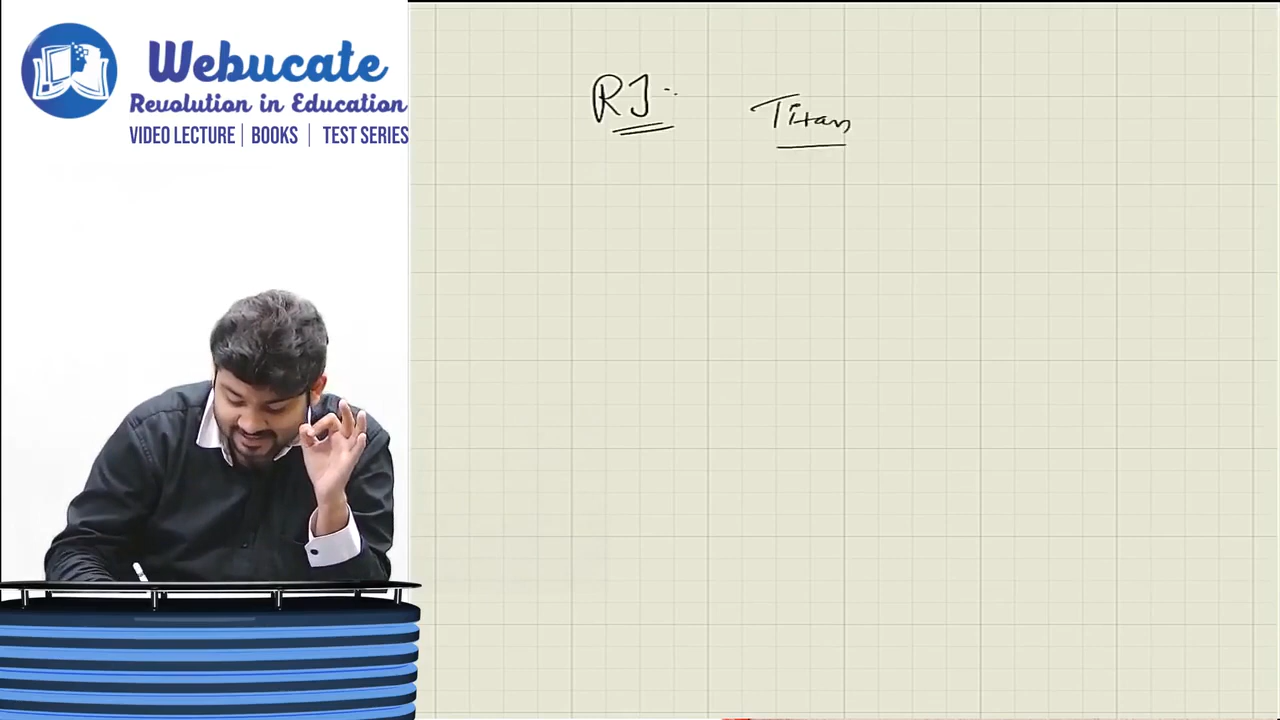 Webucate
Revolution in Education
VIDEO LECTURE | BOOKS | TEST SERIES
RJ:
Titan